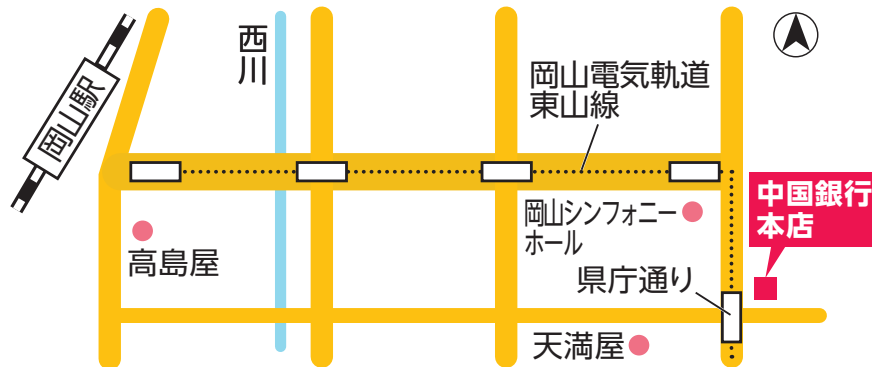 西川
岡山駅
岡山電気軌道
東山線
中国銀行
本店
岡山シンフォニー
ホール
高島屋
県庁通り
天満屋